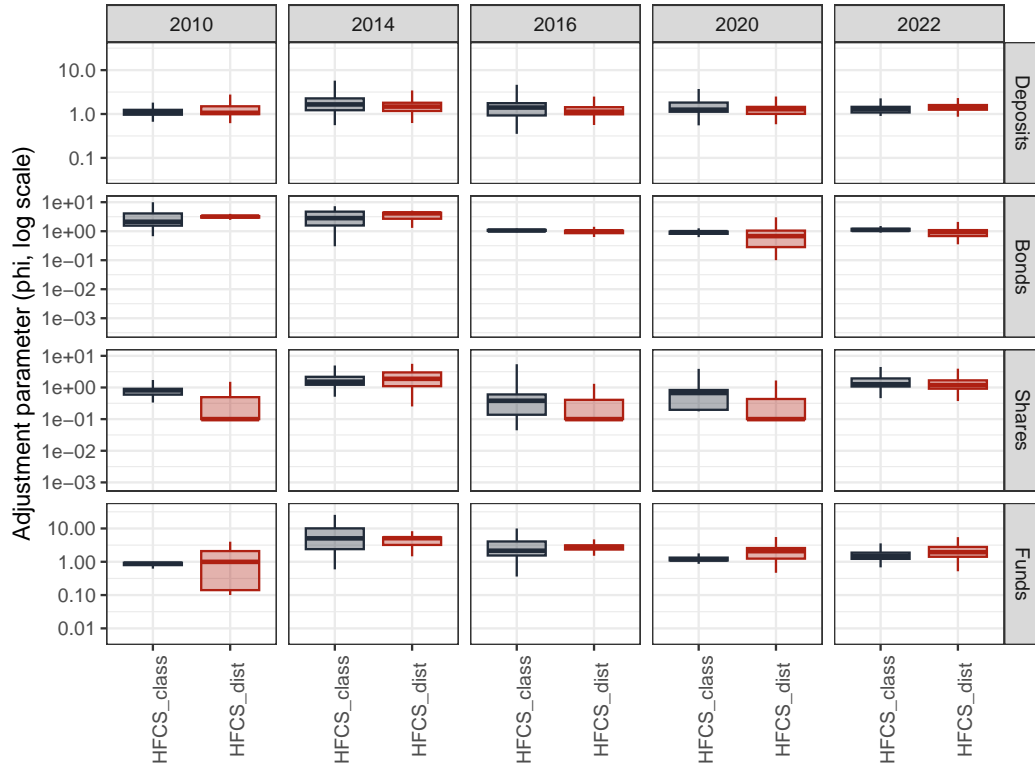 2010 2014 2016 2020 2022
Adjustment parameter (phi, log scale)
10.0
1.0
0.1
Deposits
1e+01
1e+00
1e−01
1e−02
1e−03
Bonds
1e+01
1e+00
1e−01
1e−02
1e−03
Shares
10.00
1.00
0.10
0.01
Funds
HFCS_class HFCS_dist HFCS_class HFCS_dist HFCS_class HFCS_dist HFCS_class HFCS_dist HFCS_class HFCS_dist